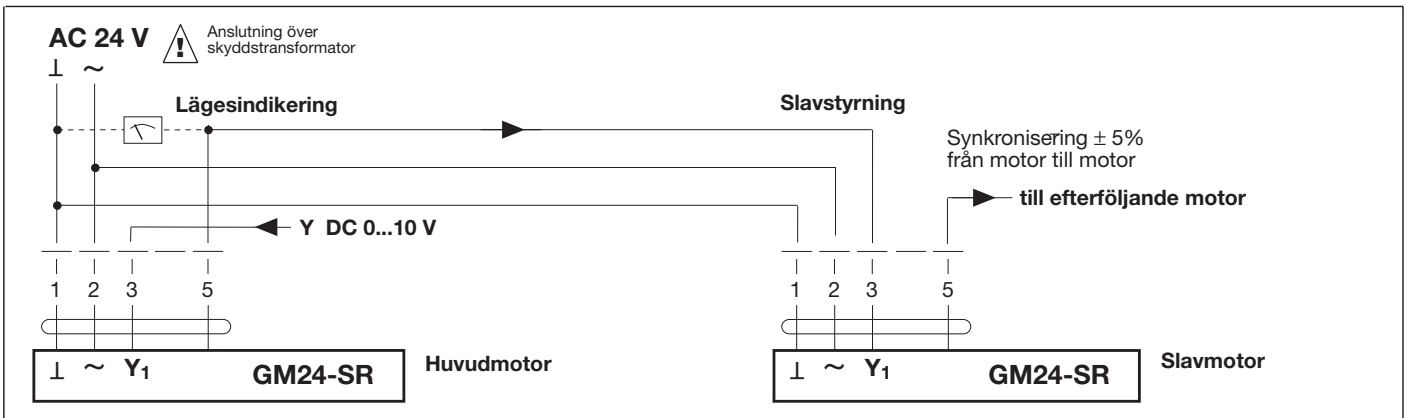 AC 24 V
Anslutning över
skyddstransformator
⊥ ~
Lägesindikering
Slavstyrning
Synkronisering ± 5%
från motor till motor
till efterföljande motor
Y DC 0...10 V
1 2 3 5
1 2 3 5
⊥ ~ Y1 GM24-SR
Huvudmotor
⊥ ~ Y1 GM24-SR
Slavmotor